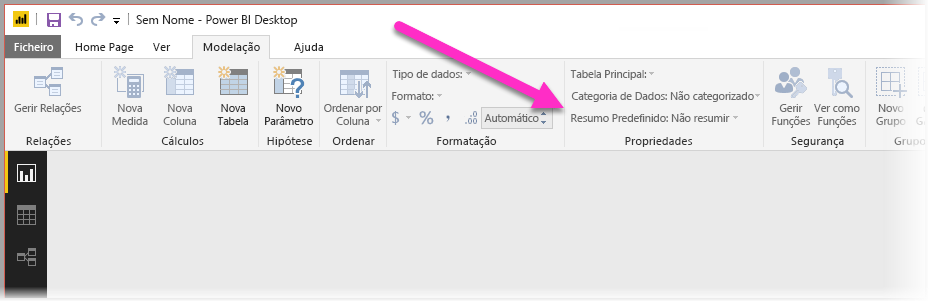 Sem Nome - Power BI Desktop
Ficheiro Home Page Ver Modelação Ajuda
Gerir Relações
Nova Medida
Nova Coluna
Nova Tabela
Novo Parâmetro
Ordenar por Coluna
Tipo de dados:
Formato:
$ % , .00 Automático
Tabela Principal:
Categoria de Dados: Não categorizado
Resumo Predefinido: Não resumir
Gerir Funções
Ver como Funções
Novo Grupo
Relações Cálculos Hipótese Ordenar Formatação Propriedades Segurança Grupo